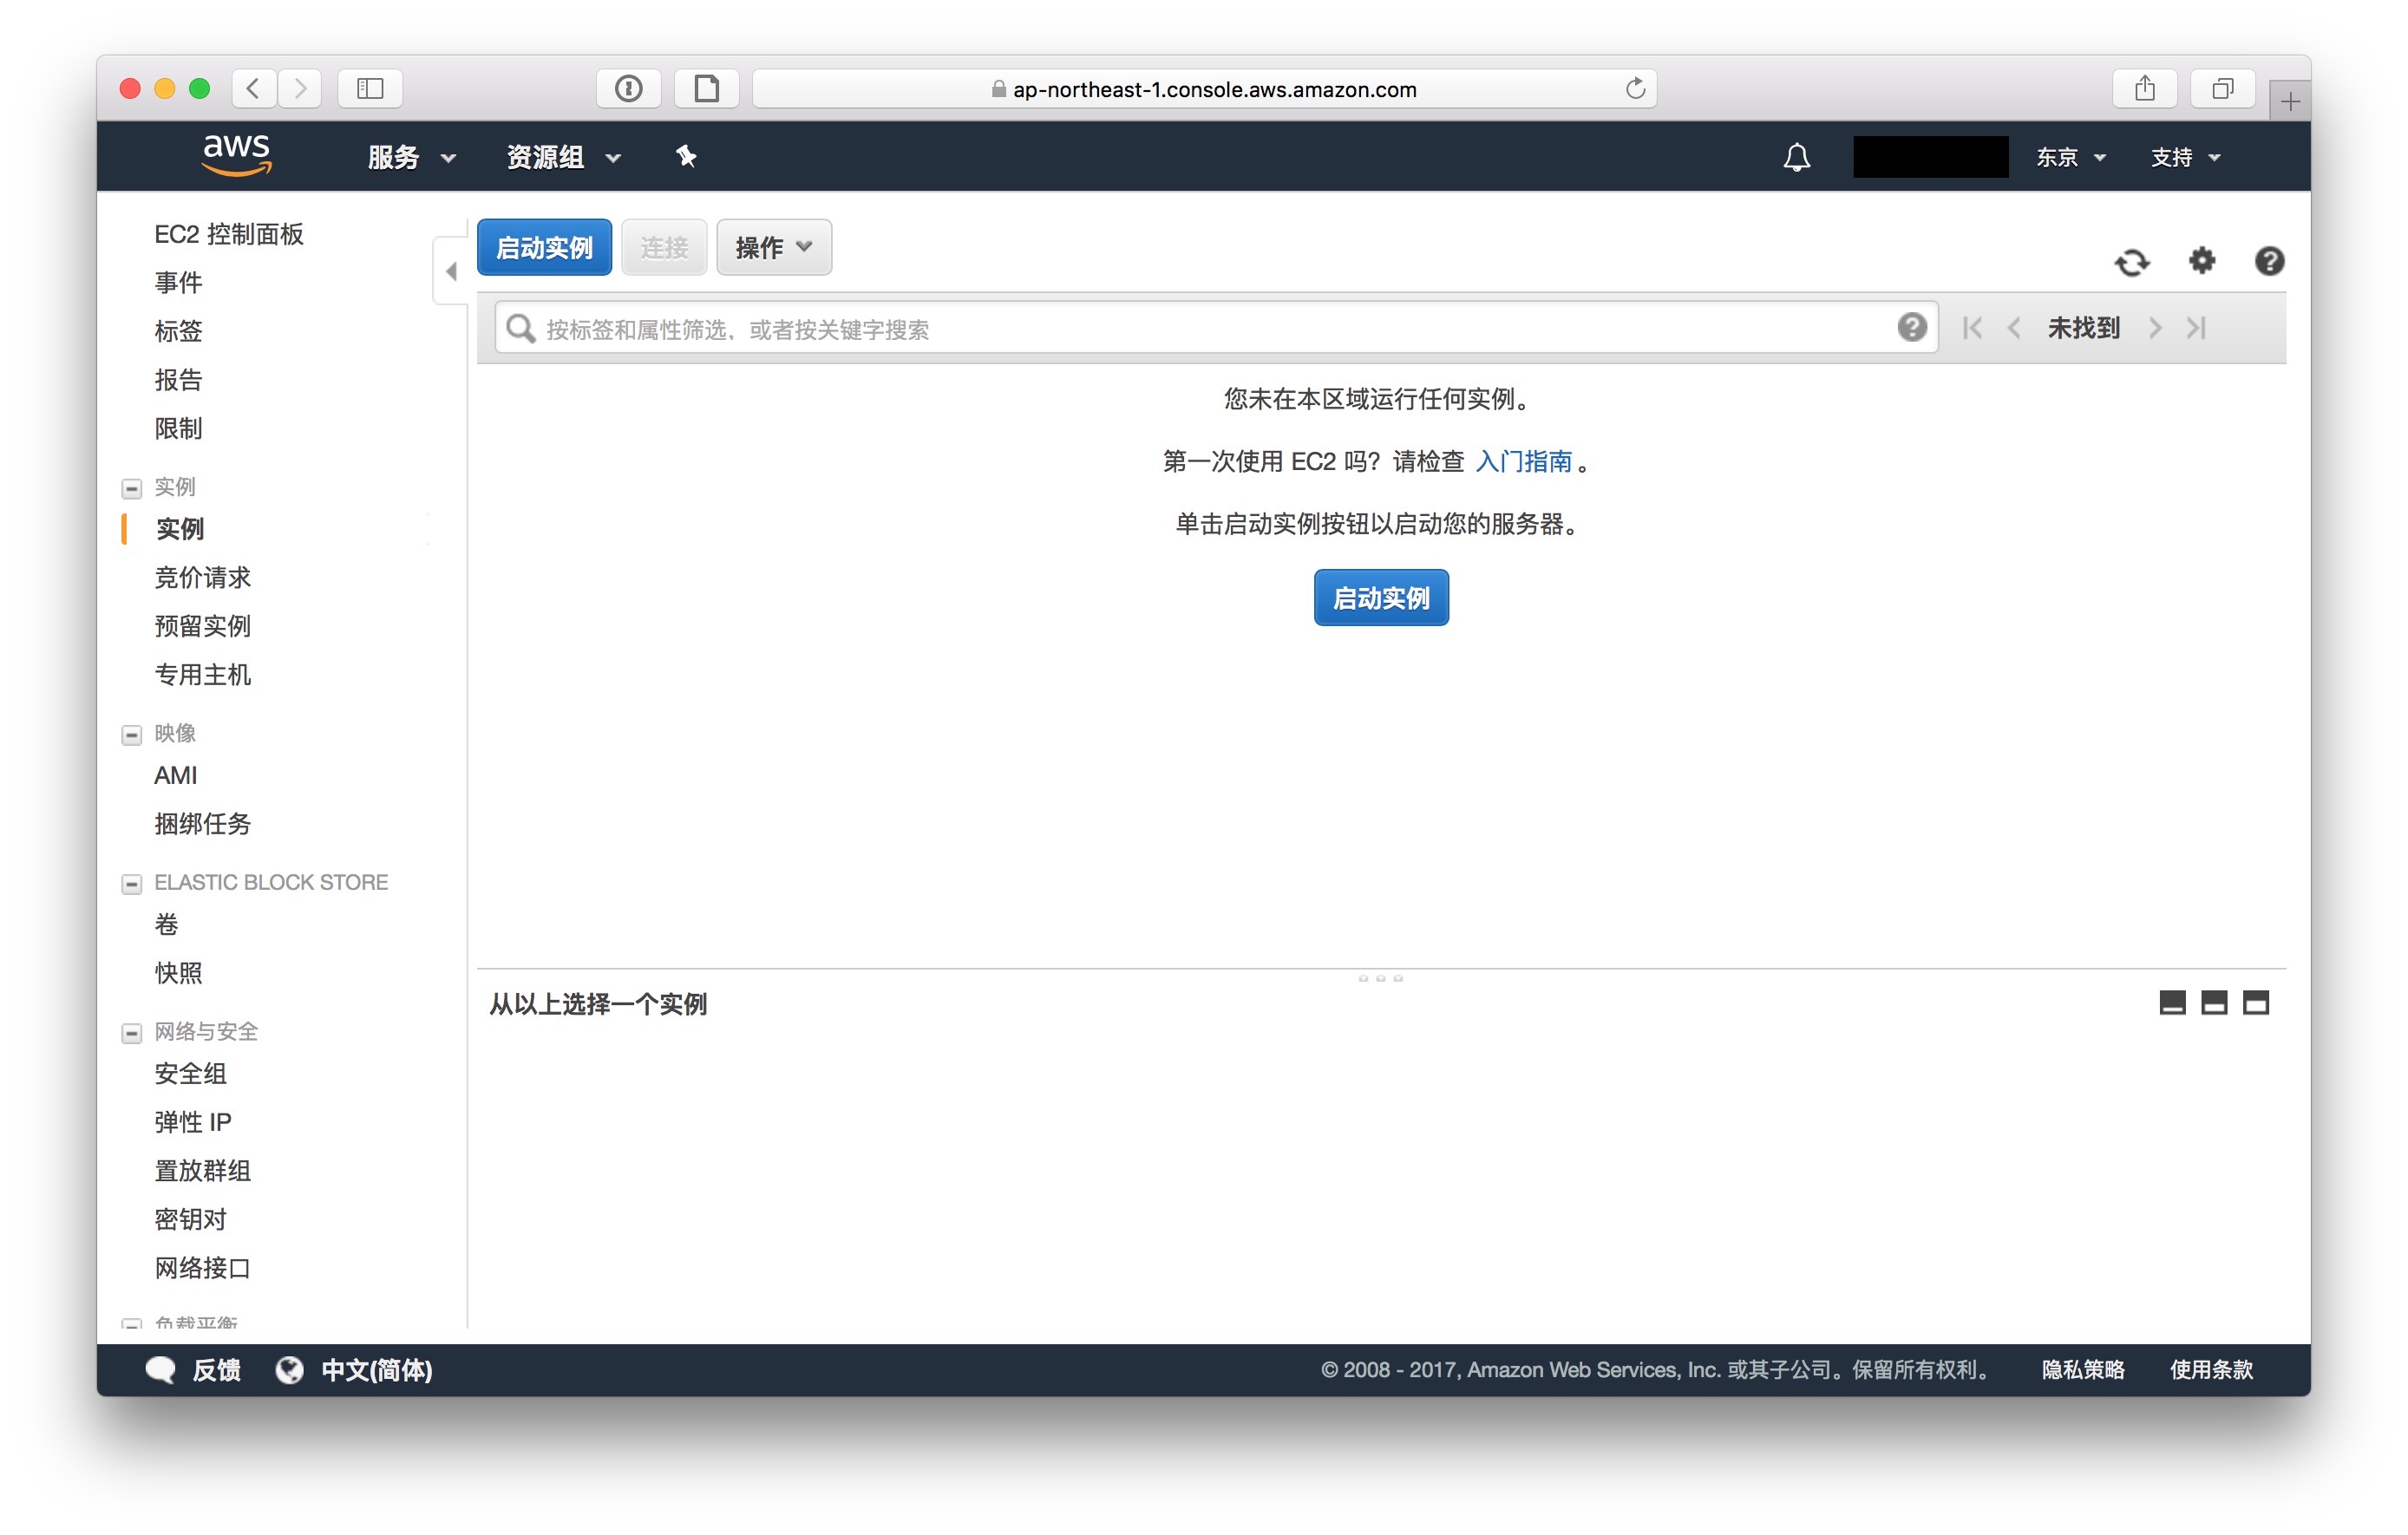 ap-northeast-1.console.aws.amazon.com
aws 服务 资源组 东京 支持
EC2 控制面板
事件
标签
报告
限制
实例
实例
竞价请求
预留实例
专用主机
映像
AMI
捆绑任务
ELASTIC BLOCK STORE
卷
快照
网络与安全
安全组
弹性 IP
置放群组
密钥对
网络接口
负载平衡
启动实例 连接 操作
按标签和属性筛选，或者按关键字搜索 未找到
您未在本区域运行任何实例。
第一次使用 EC2 吗？请检查 入门指南。
单击启动实例按钮以启动您的服务器。
启动实例
从以上选择一个实例
反馈 中文(简体) © 2008 - 2017, Amazon Web Services, Inc. 或其子公司。保留所有权利。 隐私策略 使用条款